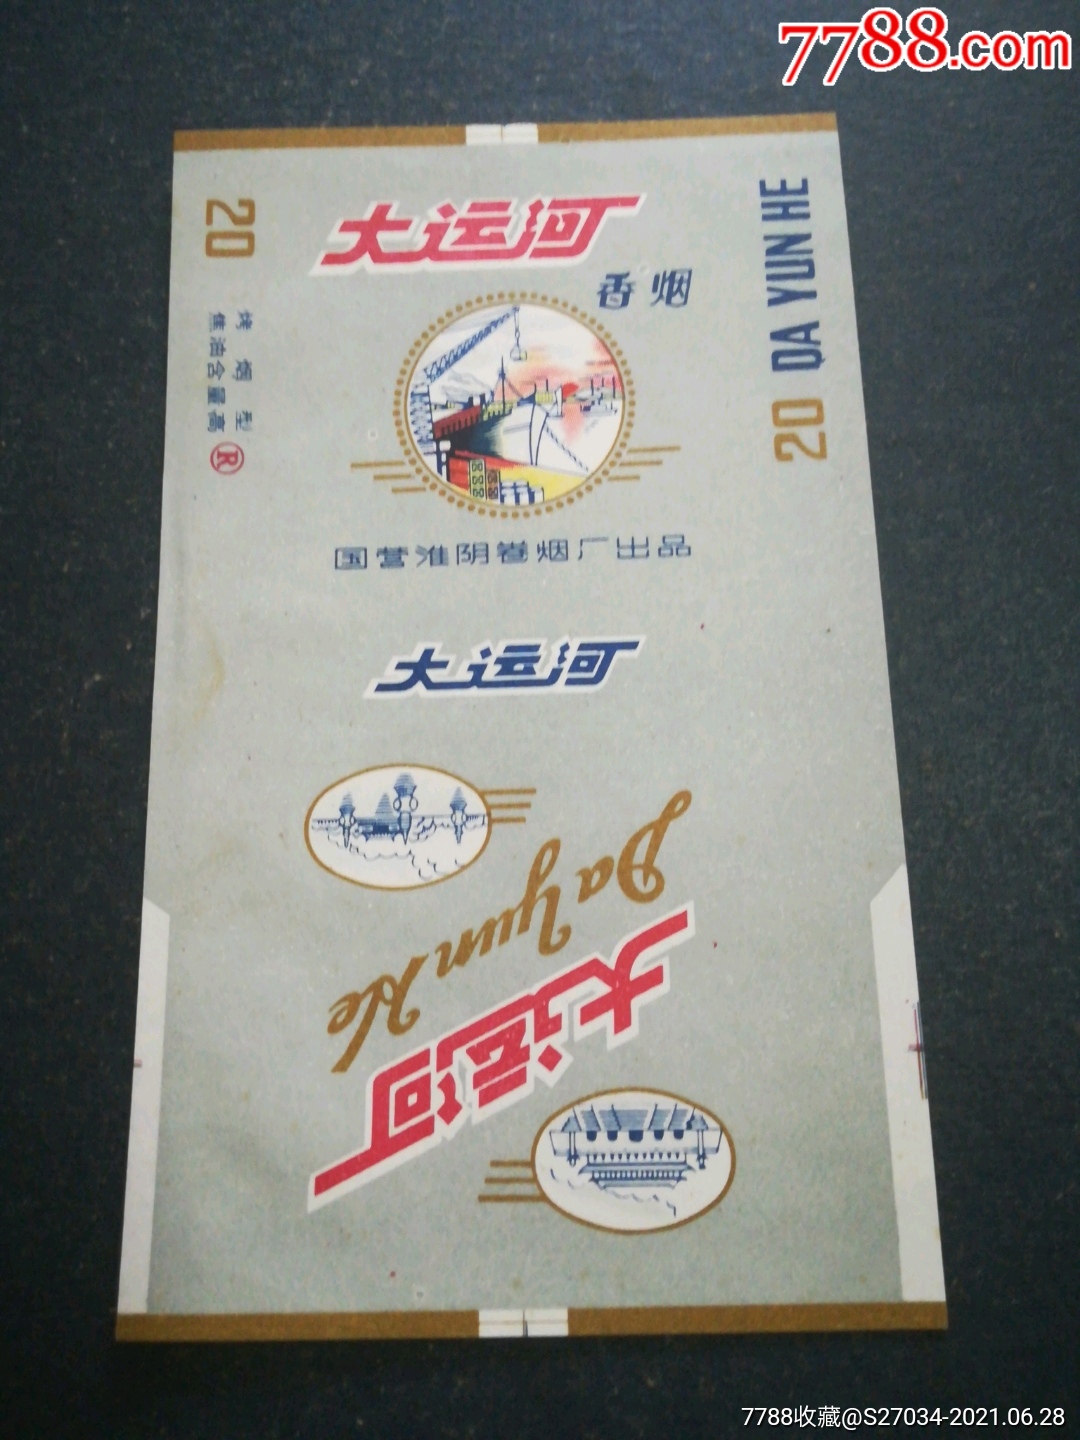 7788.com
大运河
香烟
20
烤烟型
焦油含量高
R
DA YUN HE
20
国营淮阴卷烟厂出品
大运河
Da Yun He
大运河
7788收藏@S27034-2021.06.28